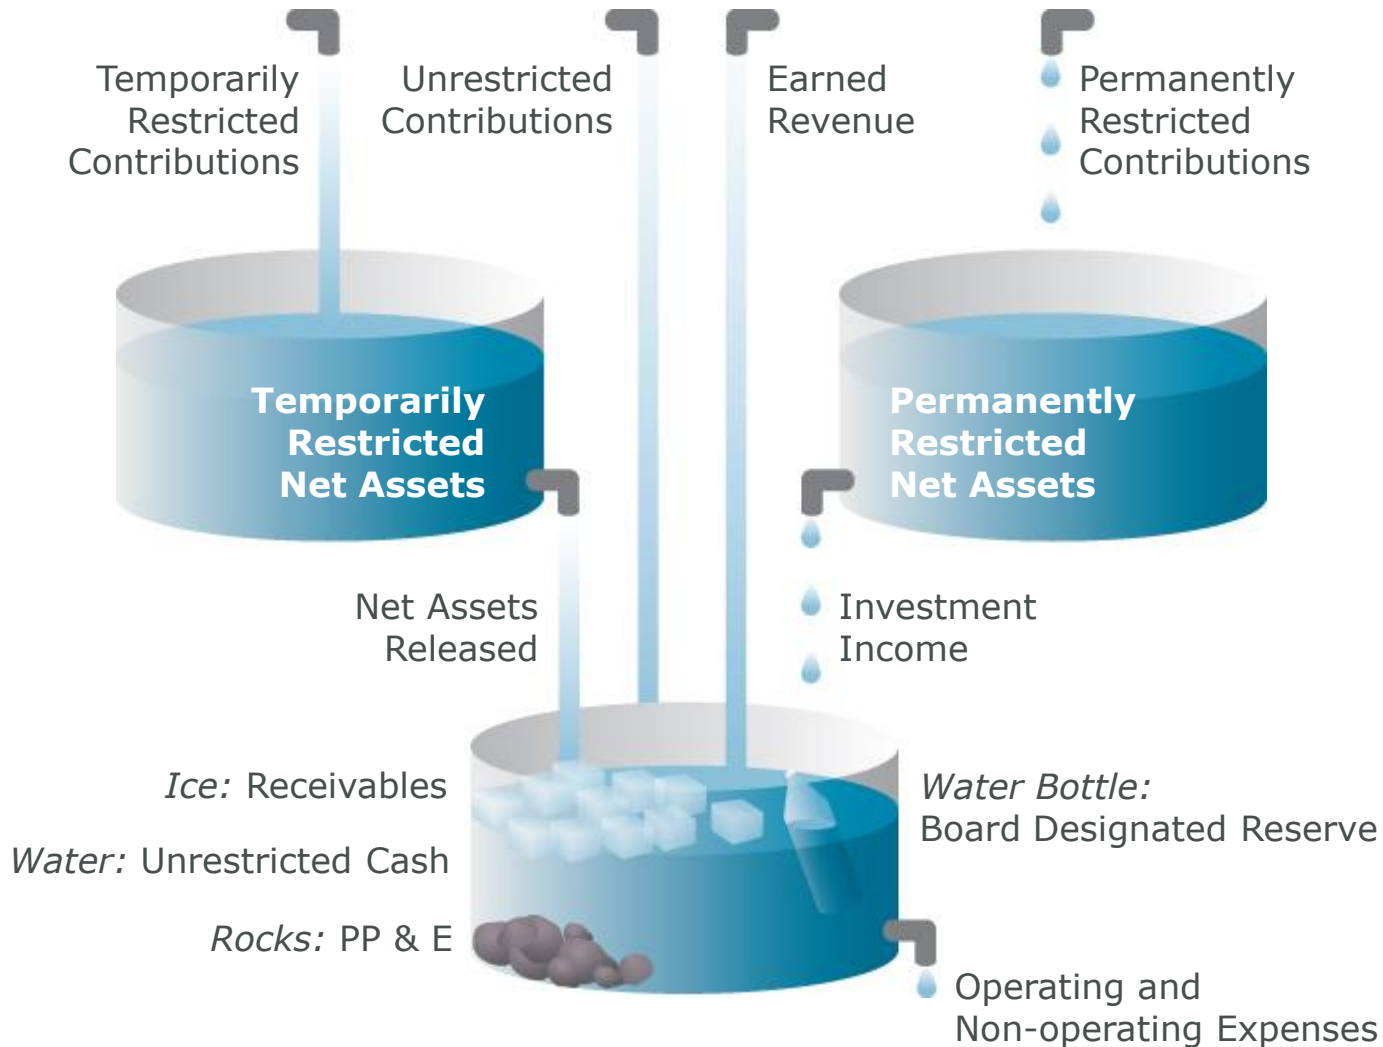 Temporarily
Restricted
Contributions
Unrestricted
Contributions
Earned
Revenue
Permanently
Restricted
Contributions
Temporarily
Restricted
Net Assets
Permanently
Restricted
Net Assets
Net Assets
Released
Investment
Income
Ice: Receivables
Water: Unrestricted Cash
Rocks: PP & E
Water Bottle:
Board Designated Reserve
Operating and
Non-operating Expenses